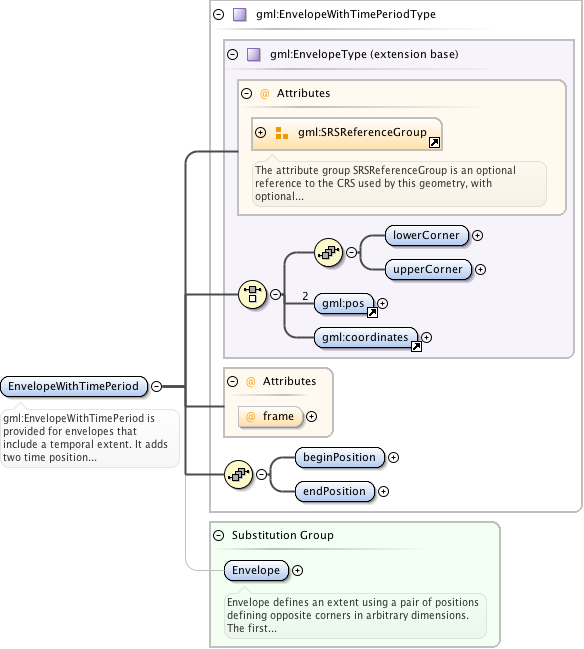 gml:EnvelopeWithTimePeriodType
gml:EnvelopeType (extension base)
@ Attributes
gml:SRSReferenceGroup
The attribute group SRSReferenceGroup is an optional
reference to the CRS used by this geometry, with
optional...
lowerCorner
upperCorner
2
gml:pos
gml:coordinates
EnvelopeWithTimePeriod
gml:EnvelopeWithTimePeriod is
provided for envelopes that
include a temporal extent. It adds
two time position...
@ Attributes
@ frame
beginPosition
endPosition
Substitution Group
Envelope
Envelope defines an extent using a pair of positions
defining opposite corners in arbitrary dimensions.
The first...